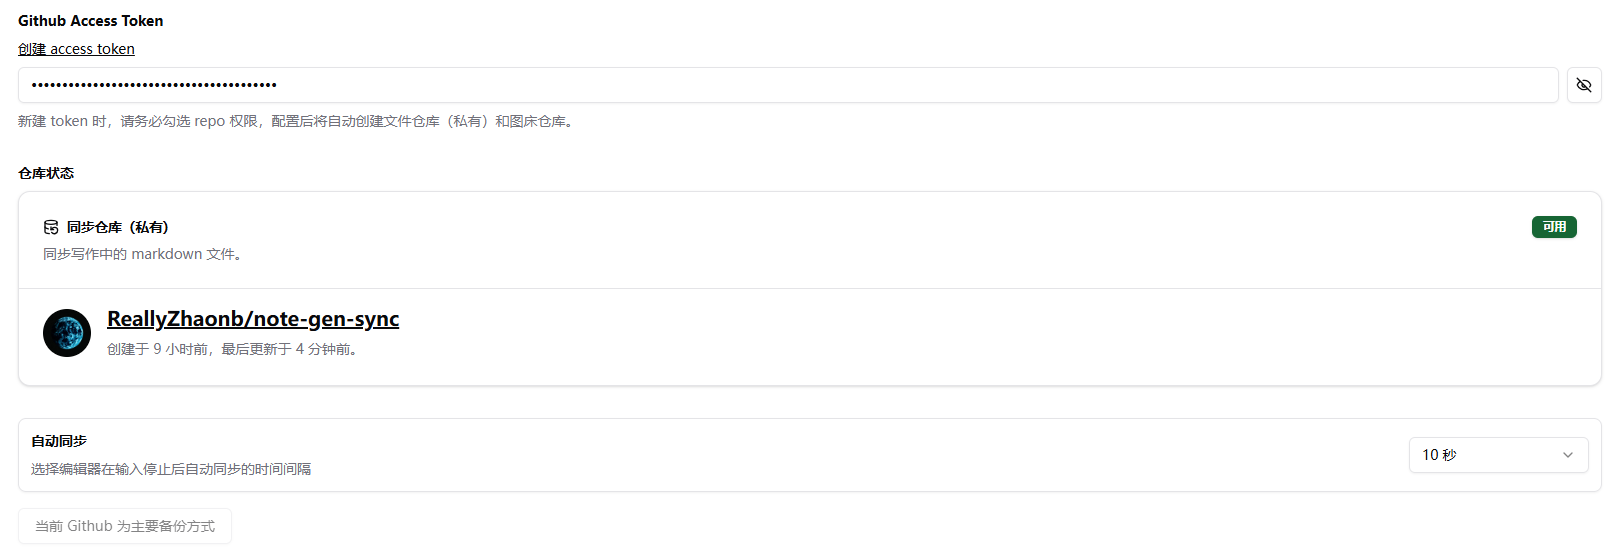 Github Access Token
创建 access token
••••••••••••••••••••••••••••••••••••••••
新建 token 时，请务必勾选 repo 权限，配置后将自动创建文件仓库（私有）和图床仓库。
仓库状态
同步仓库（私有）
可用
同步写作中的 markdown 文件。
ReallyZhaonb/note-gen-sync
创建于 9 小时前，最后更新于 4 分钟前。
自动同步
选择编辑器在输入停止后自动同步的时间间隔
10 秒
当前 Github 为主要备份方式